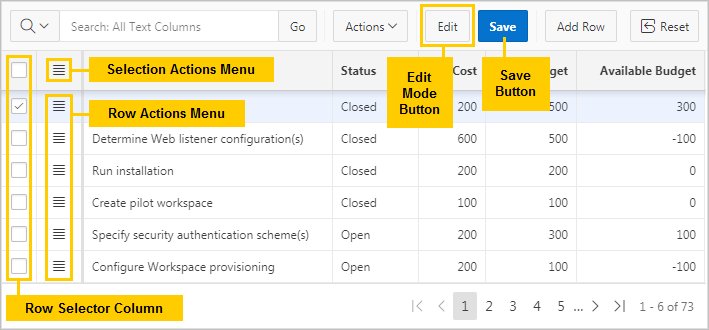 Search: All Text Columns Go Actions Edit Save Add Row Reset
Selection Actions Menu Status Cost get Available Budget
Edit Mode Button
Save Button
Row Actions Menu Closed 200 500 300
Determine Web listener configuration(s) Closed 600 500 -100
Run installation Closed 200 200 0
Create pilot workspace Closed 100 100 0
Specify security authentication scheme(s) Open 200 300 100
Configure Workspace provisioning Open 200 100 -100
Row Selector Column 1 2 3 4 5 ... 1 - 6 of 73